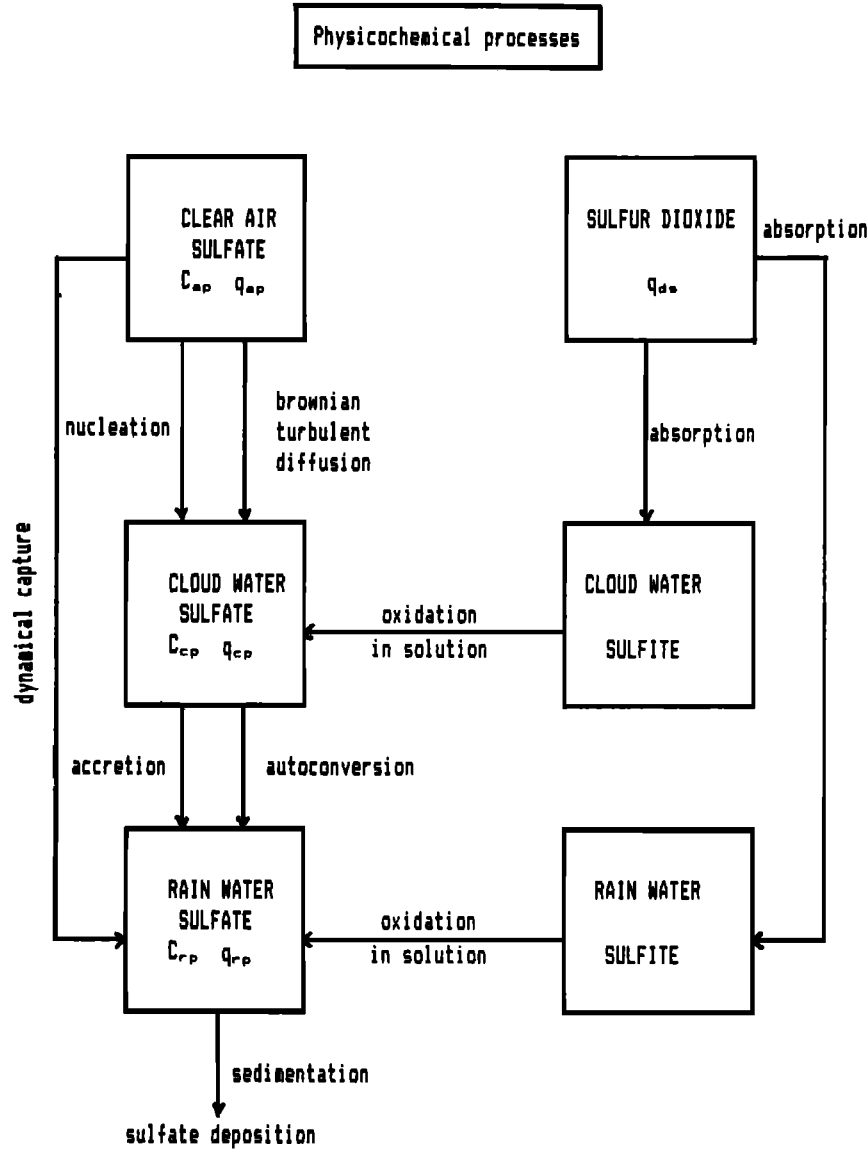 Physicochemical processes
CLEAR AIR
SULFATE
Cap qap
SULFUR DIOXIDE
qds
absorption
nucleation
brownian
turbulent
diffusion
absorption
dynamical capture
CLOUD WATER
SULFATE
Ccp qcp
oxidation
in solution
CLOUD WATER
SULFITE
accretion
autoconversion
RAIN WATER
SULFATE
Crp qrp
oxidation
in solution
RAIN WATER
SULFITE
sedimentation
sulfate deposition